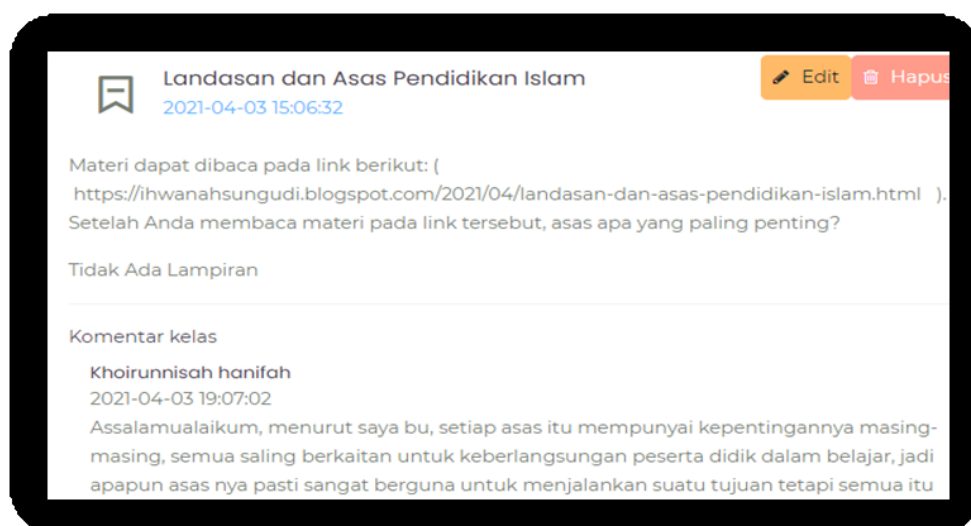 Landasan dan Asas Pendidikan Islam
Edit
Hapus
2021-04-03 15:06:32
Materi dapat dibaca pada link berikut: (
https://ihwanahsungudi.blogspot.com/2021/04/landasan-dan-asas-pendidikan-islam.html ).
Setelah Anda membaca materi pada link tersebut, asas apa yang paling penting?
Tidak Ada Lampiran
Komentar kelas
Khoirunnisah hanifah
2021-04-03 19:07:02
Assalamualaikum, menurut saya bu, setiap asas itu mempunyai kepentingannya masing-
masing, semua saling berkaitan untuk keberlangsungan peserta didik dalam belajar, jadi
apapun asas nya pasti sangat berguna untuk menjalankan suatu tujuan tetapi semua itu